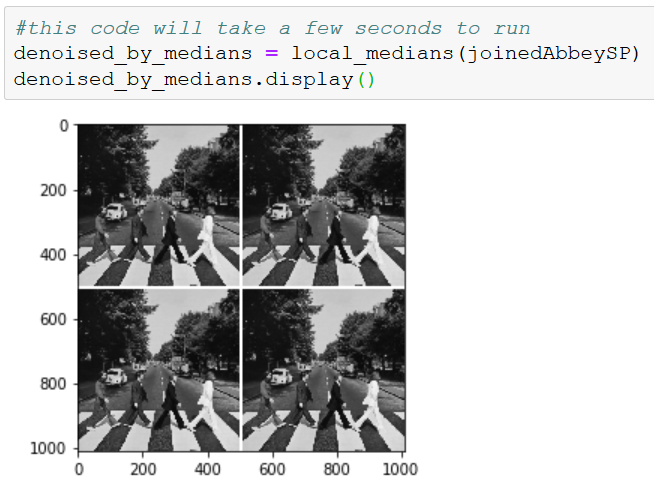 #this code will take a few seconds to run
denoised_by_medians = local_medians(joinedAbbeySP)
denoised_by_medians.display()
0
200
400
600
800
1000
0 200 400 600 800 1000